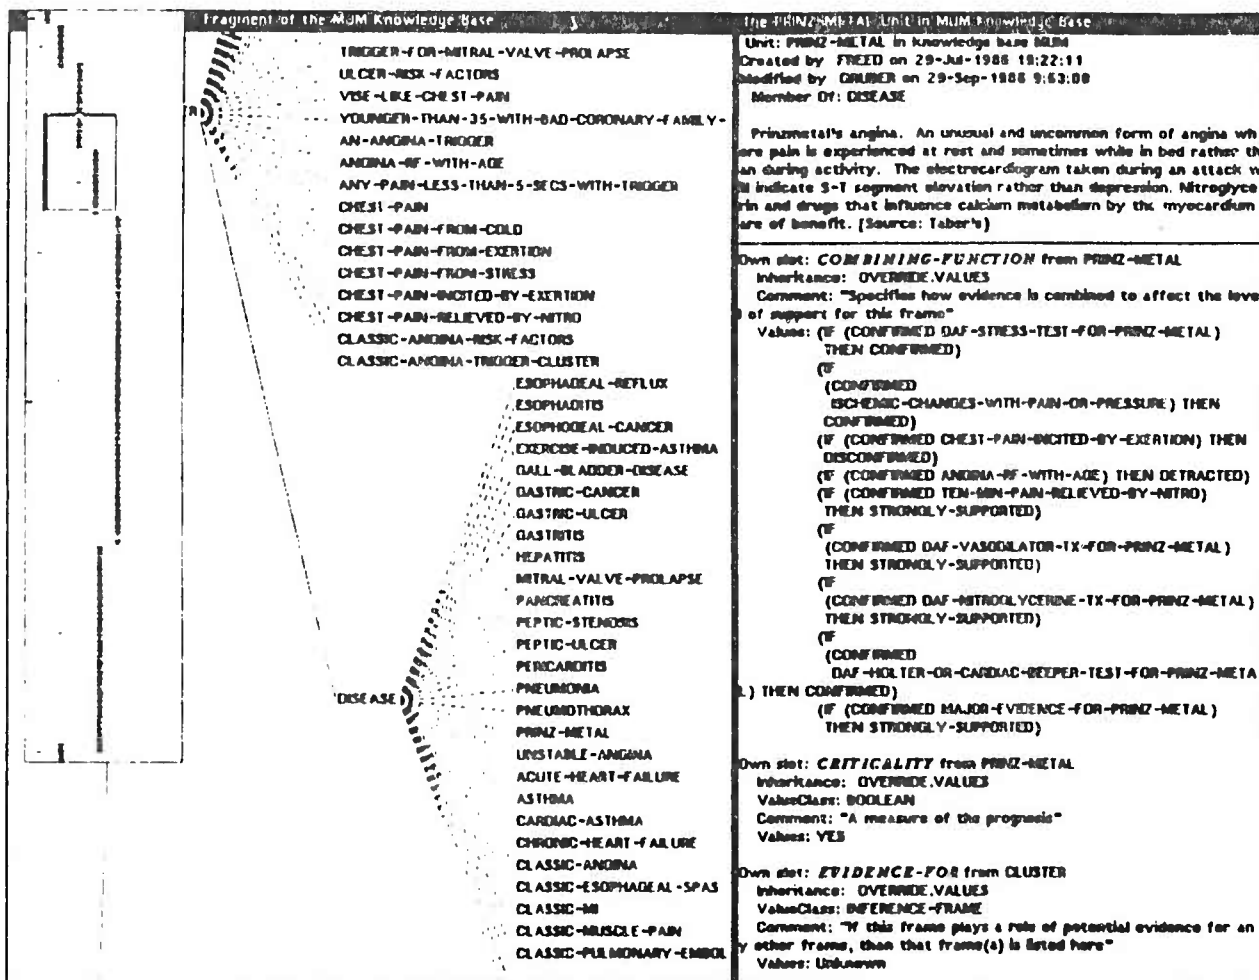 Fragment of the MUM Knowledge Base
TRIGGER-FOR-MITRAL-VALVE-PROLAPSE
ULCER-RISK-FACTORS
VISE-LIKE-CHEST-PAIN
YOUNGER-THAN-35-WITH-BAD-CORONARY-FAMILY-
AN-ANGINA-TRIGGER
ANGINA-RF-WITH-AGE
ANY-PAIN-LESS-THAN-5-SECS-WITH-TRIGGER
CHEST-PAIN
CHEST-PAIN-FROM-COLD
CHEST-PAIN-FROM-EXERTION
CHEST-PAIN-FROM-STRESS
CHEST-PAIN-INCITED-BY-EXERTION
CHEST-PAIN-RELIEVED-BY-NITRO
CLASSIC-ANGINA-RISK-FACTORS
CLASSIC-ANGINA-TRIGGER-CLUSTER
ESOPHAGEAL-REFLUX
ESOPHAGITIS
ESOPHOGEAL-CANCER
EXERCISE-INDUCED-ASTHMA
GALL-BLADDER-DISEASE
GASTRIC-CANCER
GASTRIC-ULCER
GASTRITIS
HEPATITIS
MITRAL-VALVE-PROLAPSE
PANCREATITIS
PEPTIC-STENOSIS
PEPTIC-ULCER
PERICARDITIS
DISEASE
PNEUMONIA
PNEUMOTHORAX
PRINZ-METAL
UNSTABLE-ANGINA
ACUTE-HEART-FAILURE
ASTHMA
CARDIAC-ASTHMA
CHRONIC-HEART-FAILURE
CLASSIC-ANGINA
CLASSIC-ESOPHAGEAL-SPAS
CLASSIC-MI
CLASSIC-MUSCLE-PAIN
CLASSIC-PULMONARY-EMBOL
The PRINZ-METAL Unit in MUM Knowledge Base
Unit: PRINZ-METAL in knowledge base MUM
Created by FREED on 29-Jul-1986 19:22:11
Modified by GRUBER on 29-Sep-1986 9:53:00
Member Of: DISEASE
Prinzmetal's angina. An unusual and uncommon form of angina wh
ere pain is experienced at rest and sometimes while in bed rather th
an during activity. The electrocardiogram taken during an attack w
ill indicate S-T segment elevation rather than depression. Nitroglyce
rin and drugs that influence calcium metabolism by the myocardium
are of benefit. [Source: Taber's)
Own slot: COMBINING-FUNCTION from PRINZ-METAL
Inheritance: OVERRIDE.VALUES
Comment: "Specifies how evidence is combined to affect the leve
l of support for this frame"
Values: (IF (CONFIRMED DAF-STRESS-TEST-FOR-PRINZ-METAL)
THEN CONFIRMED)
(IF
(CONFIRMED
ISCHEMIC-CHANGES-WITH-PAIN-OR-PRESSURE) THEN
CONFIRMED)
(IF (CONFIRMED CHEST-PAIN-INCITED-BY-EXERTION) THEN
DISCONFIRMED)
(IF (CONFIRMED ANGINA-RF-WITH-AGE) THEN DETRACTED)
(IF (CONFIRMED TEN-MIN-PAIN-RELIEVED-BY-NITRO)
THEN STRONGLY-SUPPORTED)
(IF
(CONFIRMED DAF-VASODILATOR-TX-FOR-PRINZ-METAL)
THEN STRONGLY-SUPPORTED)
(IF
(CONFIRMED DAF-NITROGLYCERINE-TX-FOR-PRINZ-METAL)
THEN STRONGLY-SUPPORTED)
(IF
(CONFIRMED
DAF-HOLTER-OR-CARDIAC-BEEPER-TEST-FOR-PRINZ-META
L) THEN CONFIRMED)
(IF (CONFIRMED MAJOR-EVIDENCE-FOR-PRINZ-METAL)
THEN STRONGLY-SUPPORTED)
Own slot: CRITICALITY from PRINZ-METAL
Inheritance: OVERRIDE.VALUES
ValueClass: BOOLEAN
Comment: "A measure of the prognosis"
Values: YES
Own slot: EVIDENCE-FOR from CLUSTER
Inheritance: OVERRIDE.VALUES
ValueClass: INFERENCE-FRAME
Comment: "If this frame plays a role of potential evidence for an
y other frame, than that frame(s) is listed here"
Values: Unknown